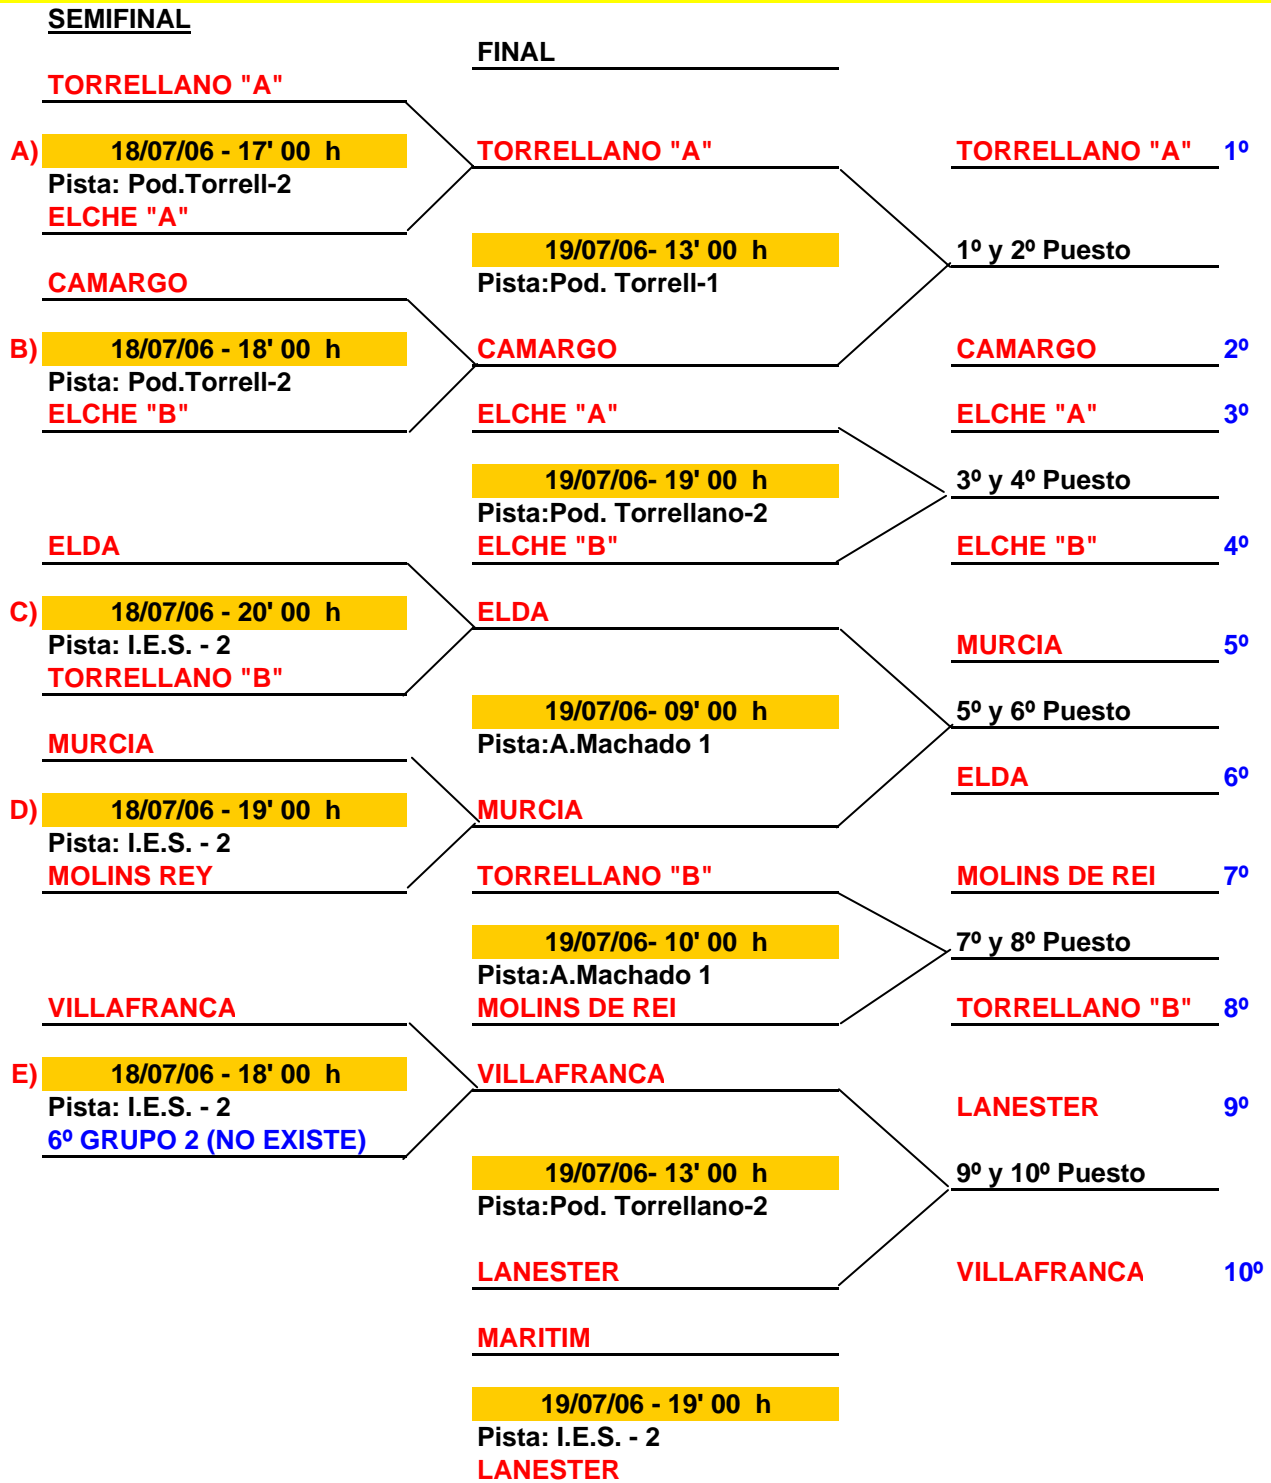 SEMIFINAL
FINAL
TORRELLANO "A"
A) 18/07/06 - 17' 00 h
TORRELLANO "A"
TORRELLANO "A" 1º
Pista: Pod.Torrell-2
ELCHE "A"
19/07/06- 13' 00 h
1º y 2º Puesto
CAMARGO
Pista:Pod. Torrell-1
B) 18/07/06 - 18' 00 h
CAMARGO
CAMARGO 2º
Pista: Pod.Torrell-2
ELCHE "B"
ELCHE "A"
ELCHE "A" 3º
19/07/06- 19' 00 h
3º y 4º Puesto
Pista:Pod. Torrellano-2
ELDA
ELCHE "B"
ELCHE "B" 4º
C) 18/07/06 - 20' 00 h
ELDA
Pista: I.E.S. - 2
MURCIA 5º
TORRELLANO "B"
19/07/06- 09' 00 h
5º y 6º Puesto
MURCIA
Pista:A.Machado 1
ELDA 6º
D) 18/07/06 - 19' 00 h
MURCIA
Pista: I.E.S. - 2
MOLINS REY
TORRELLANO "B"
MOLINS DE REI 7º
19/07/06- 10' 00 h
7º y 8º Puesto
Pista:A.Machado 1
VILLAFRANCA
MOLINS DE REI
TORRELLANO "B" 8º
E) 18/07/06 - 18' 00 h
VILLAFRANCA
Pista: I.E.S. - 2
LANESTER 9º
6º GRUPO 2 (NO EXISTE)
19/07/06- 13' 00 h
9º y 10º Puesto
Pista:Pod. Torrellano-2
LANESTER
VILLAFRANCA 10º
MARITIM
19/07/06 - 19' 00 h
Pista: I.E.S. - 2
LANESTER